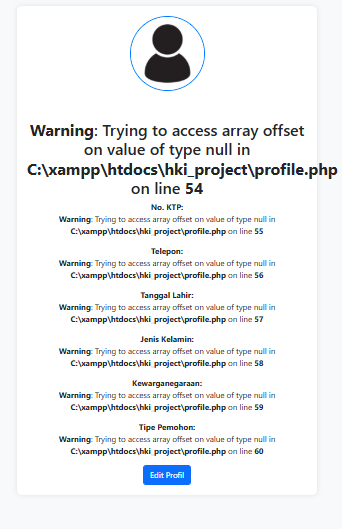 Warning: Trying to access array offset
on value of type null in
C:\xampp\htdocs\hki_project\profile.php
on line 54
No. KTP:
Warning: Trying to access array offset on value of type null in
C:\xampp\htdocs\hki_project\profile.php on line 55
Telepon:
Warning: Trying to access array offset on value of type null in
C:\xampp\htdocs\hki_project\profile.php on line 56
Tanggal Lahir:
Warning: Trying to access array offset on value of type null in
C:\xampp\htdocs\hki_project\profile.php on line 57
Jenis Kelamin:
Warning: Trying to access array offset on value of type null in
C:\xampp\htdocs\hki_project\profile.php on line 58
Kewarganegaraan:
Warning: Trying to access array offset on value of type null in
C:\xampp\htdocs\hki_project\profile.php on line 59
Tipe Pemohon:
Warning: Trying to access array offset on value of type null in
C:\xampp\htdocs\hki_project\profile.php on line 60
Edit Profil